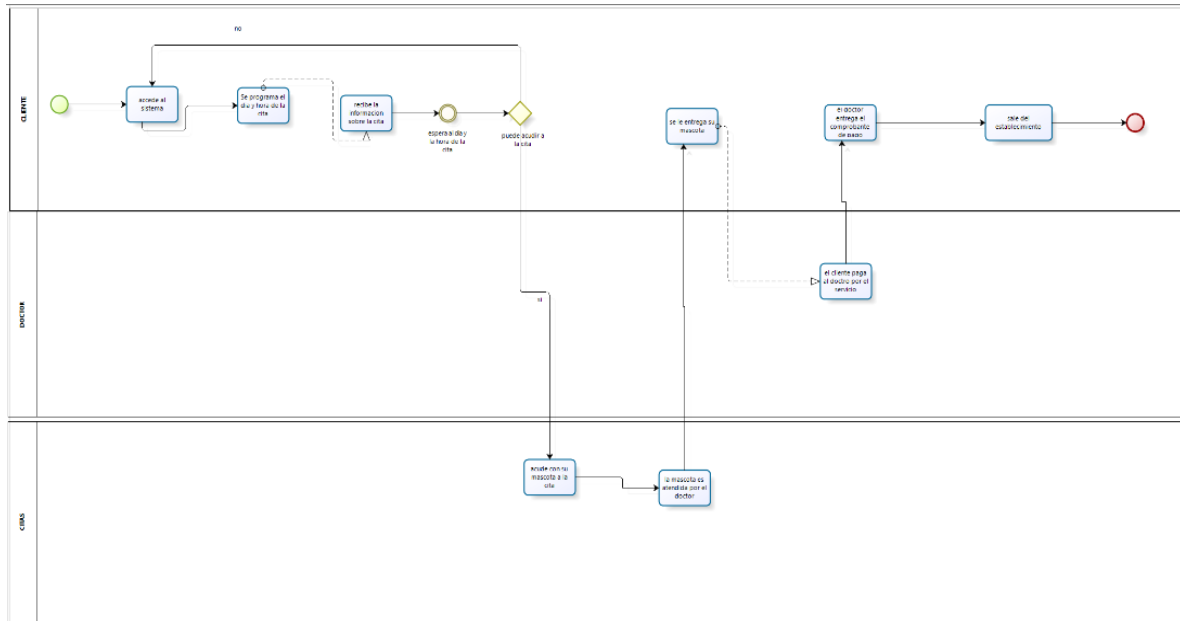 CLIENTE
no
accede al
sistema
Se programa el
dia y hora de la
cita
recibe la
informacion
sobre la cita
espera al dia y
la hora de la
cita
puede acudir a
la cita
se le entrega su
mascota
el doctor
entrega el
comprobante
de pago
sale del
establecimiento
DOCTOR
si
el cliente paga
al doctro por el
servicio
CITAS
acude con su
mascota a la
cita
la mascota es
atendida por el
doctor